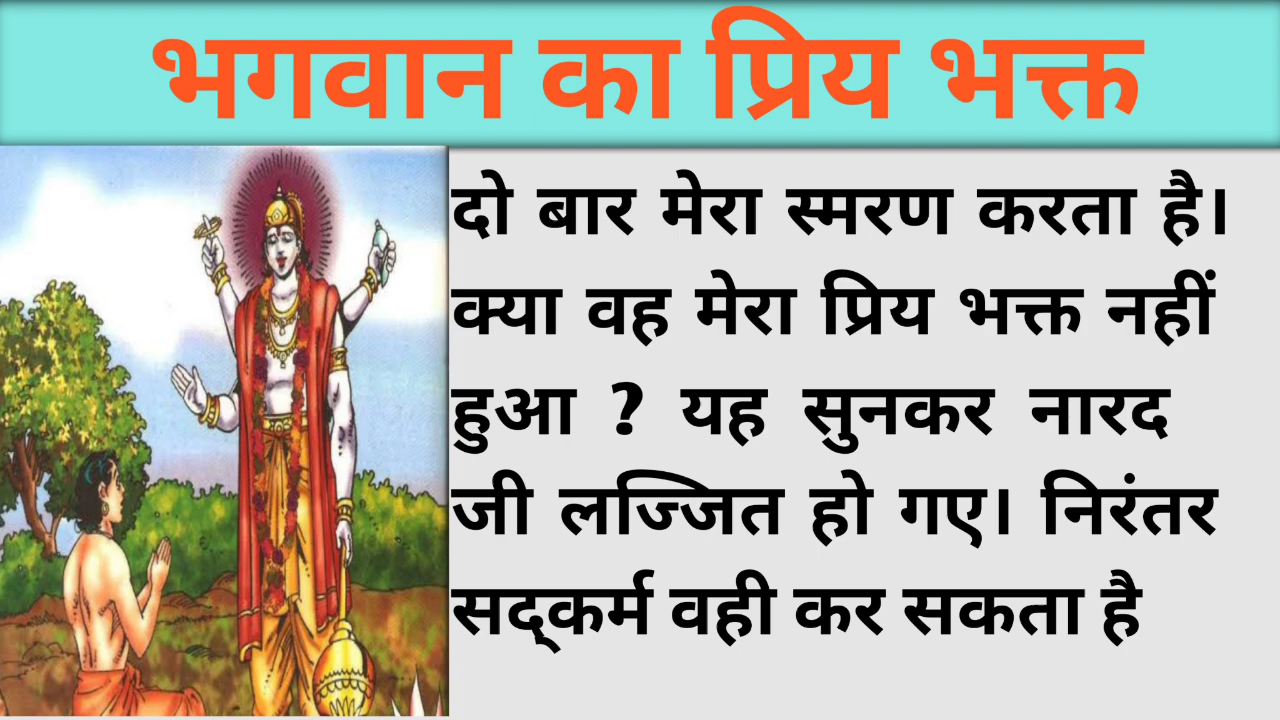 भगवान का प्रिय भक्त
दो बार मेरा स्मरण करता है।
क्या वह मेरा प्रिय भक्त नहीं
हुआ ? यह सुनकर नारद
जी लज्जित हो गए। निरंतर
सद्कर्म वही कर सकता है